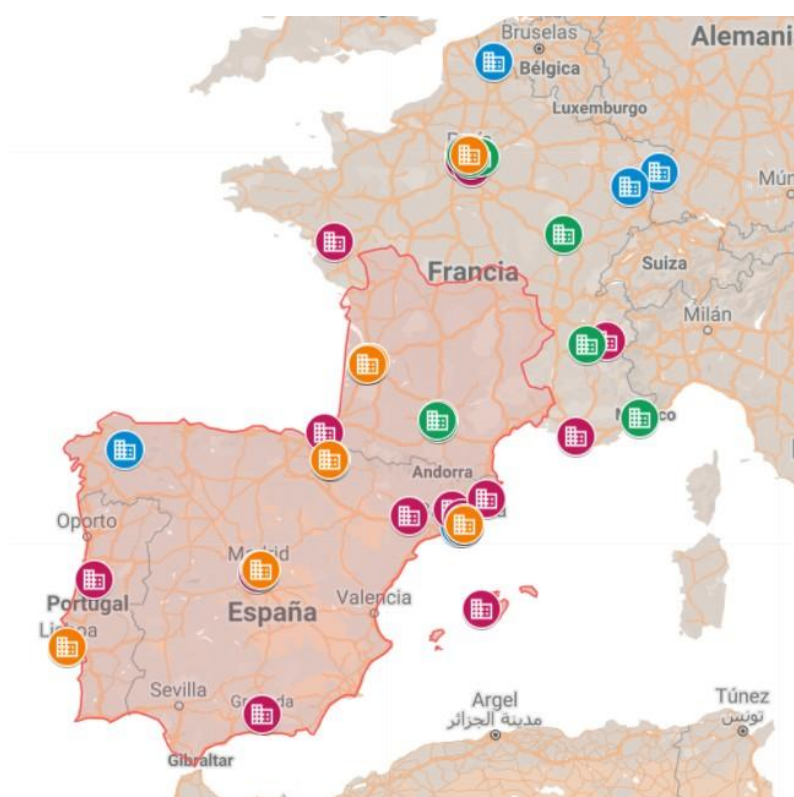 Bruselas
Alemani
Bélgica
Luxemburgo
Mún
Francia
Suiza
Milán
Andorra
Oporto
Portugal
España
Valencia
Sevilla
Gibraltar
Argel
مدينة الجزائر
Túnez
تونس